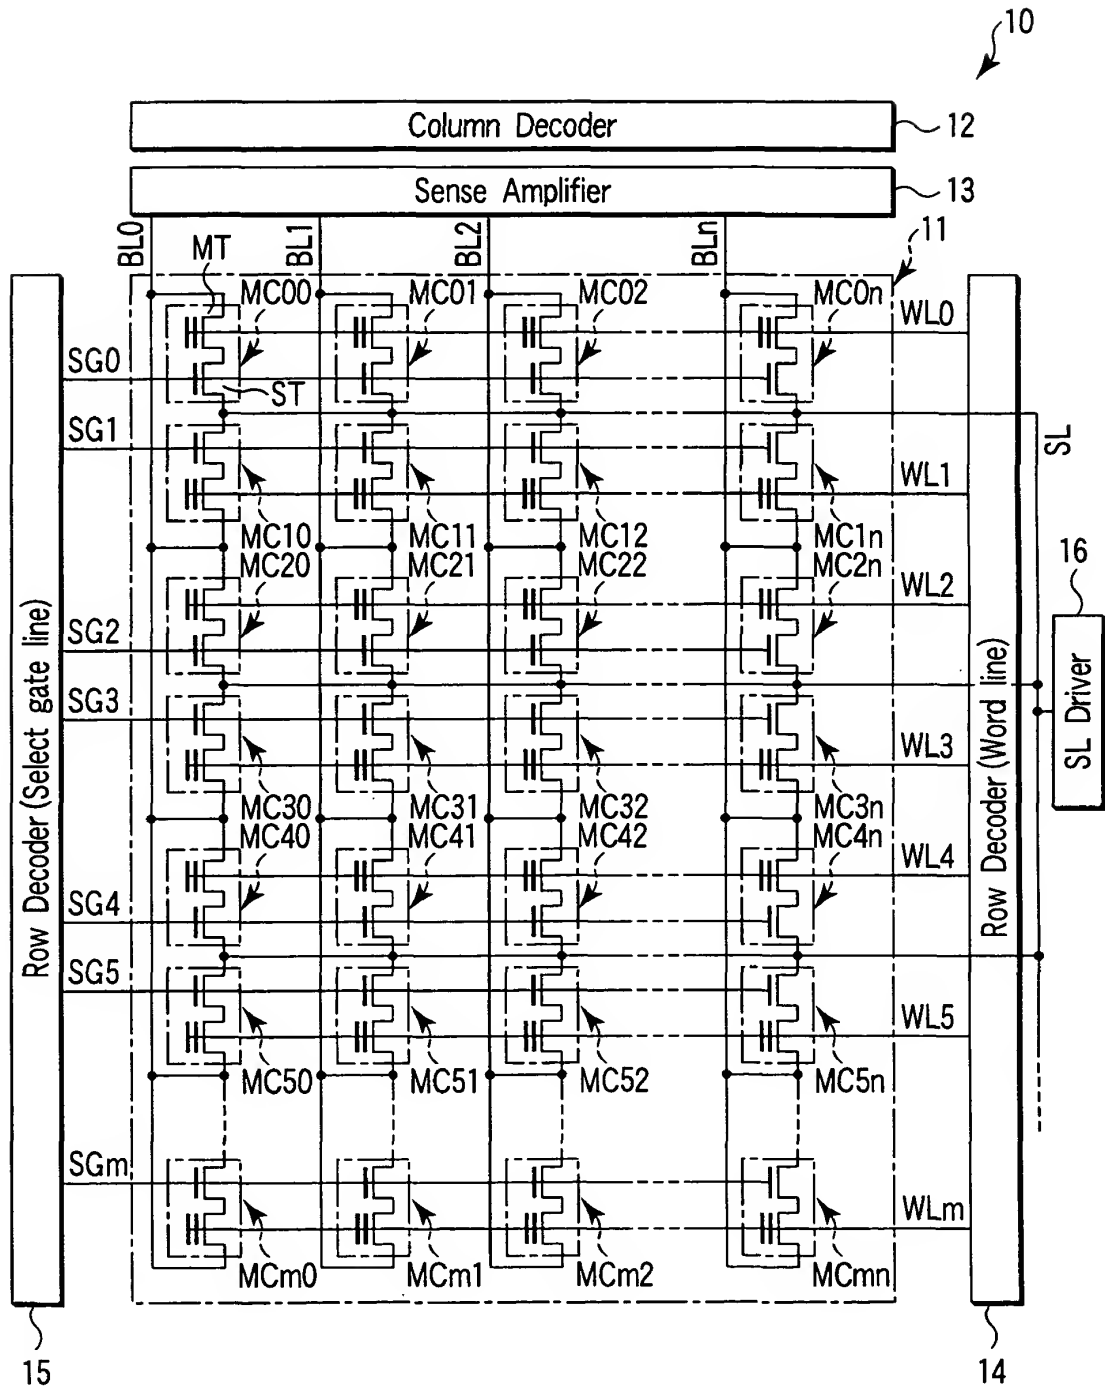 10
Column Decoder
12
Sense Amplifier
13
BL0
BL1
BL2
BLn
11
MT
MC00
MC01
MC02
MC0n
WL0
SG0
ST
SG1
SL
WL1
MC10
MC11
MC12
MC1n
MC20
MC21
MC22
MC2n
WL2
16
SG2
SL Driver
SG3
WL3
Row Decoder (Select gate line)
Row Decoder (Word line)
MC30
MC31
MC32
MC3n
MC40
MC41
MC42
MC4n
WL4
SG4
SG5
WL5
MC50
MC51
MC52
MC5n
SGm
WLm
MCm0
MCm1
MCm2
MCmn
15
14